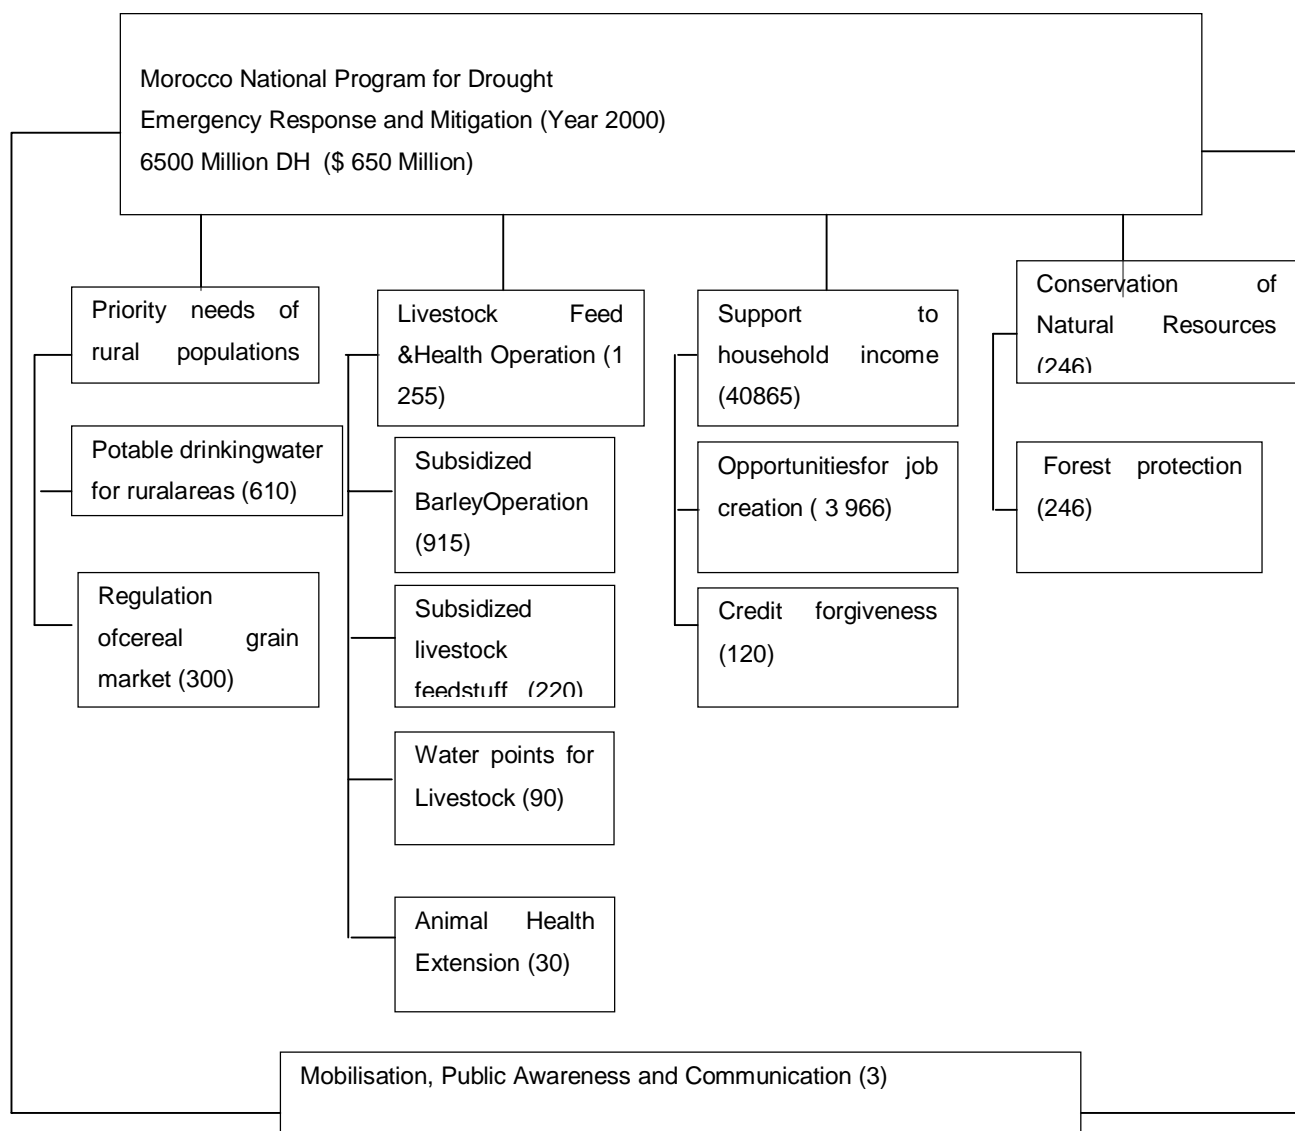 Morocco National Program for Drought
Emergency Response and Mitigation (Year 2000)
6500 Million DH ($ 650 Million)
Priority needs of
rural populations
Potable drinkingwater
for ruralareas (610)
Regulation
ofcereal grain
market (300)
Livestock Feed
&Health Operation (1
255)
Subsidized
BarleyOperation
(915)
Subsidized
livestock
feedstuff (220)
Water points for
Livestock (90)
Animal Health
Extension (30)
Support to
household income
(40865)
Opportunitiesfor job
creation ( 3 966)
Credit forgiveness
(120)
Conservation of
Natural Resources
(246)
Forest protection
(246)
Mobilisation, Public Awareness and Communication (3)